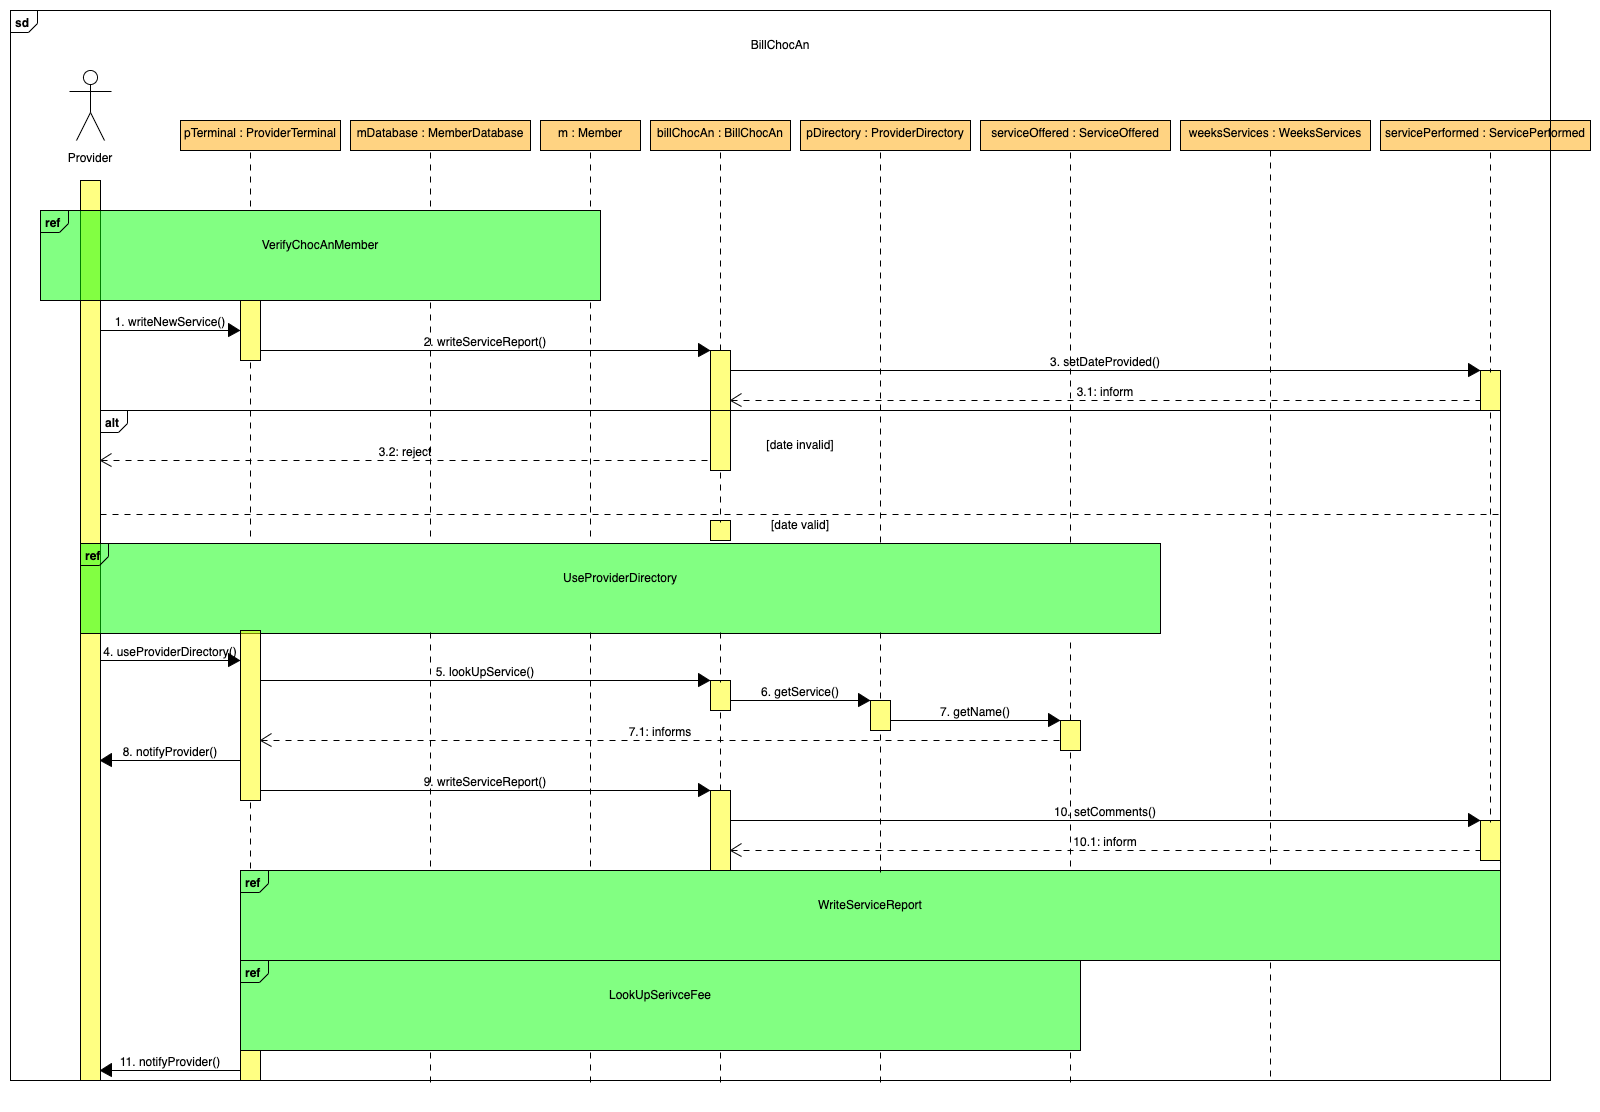 sd
BillChocAn
Provider
pTerminal : ProviderTerminal
mDatabase : MemberDatabase
m : Member
billChocAn : BillChocAn
pDirectory : ProviderDirectory
serviceOffered : ServiceOffered
weeksServices : WeeksServices
servicePerformed : ServicePerformed
ref
VerifyChocAnMember
1. writeNewService()
2. writeServiceReport()
3. setDateProvided()
3.1: inform
alt
[date invalid]
3.2: reject
[date valid]
ref
UseProviderDirectory
4. useProviderDirectory()
5. lookUpService()
6. getService()
7. getName()
7.1: informs
8. notifyProvider()
9. writeServiceReport()
10. setComments()
10.1: inform
ref
WriteServiceReport
ref
LookUpSerivceFee
11. notifyProvider()